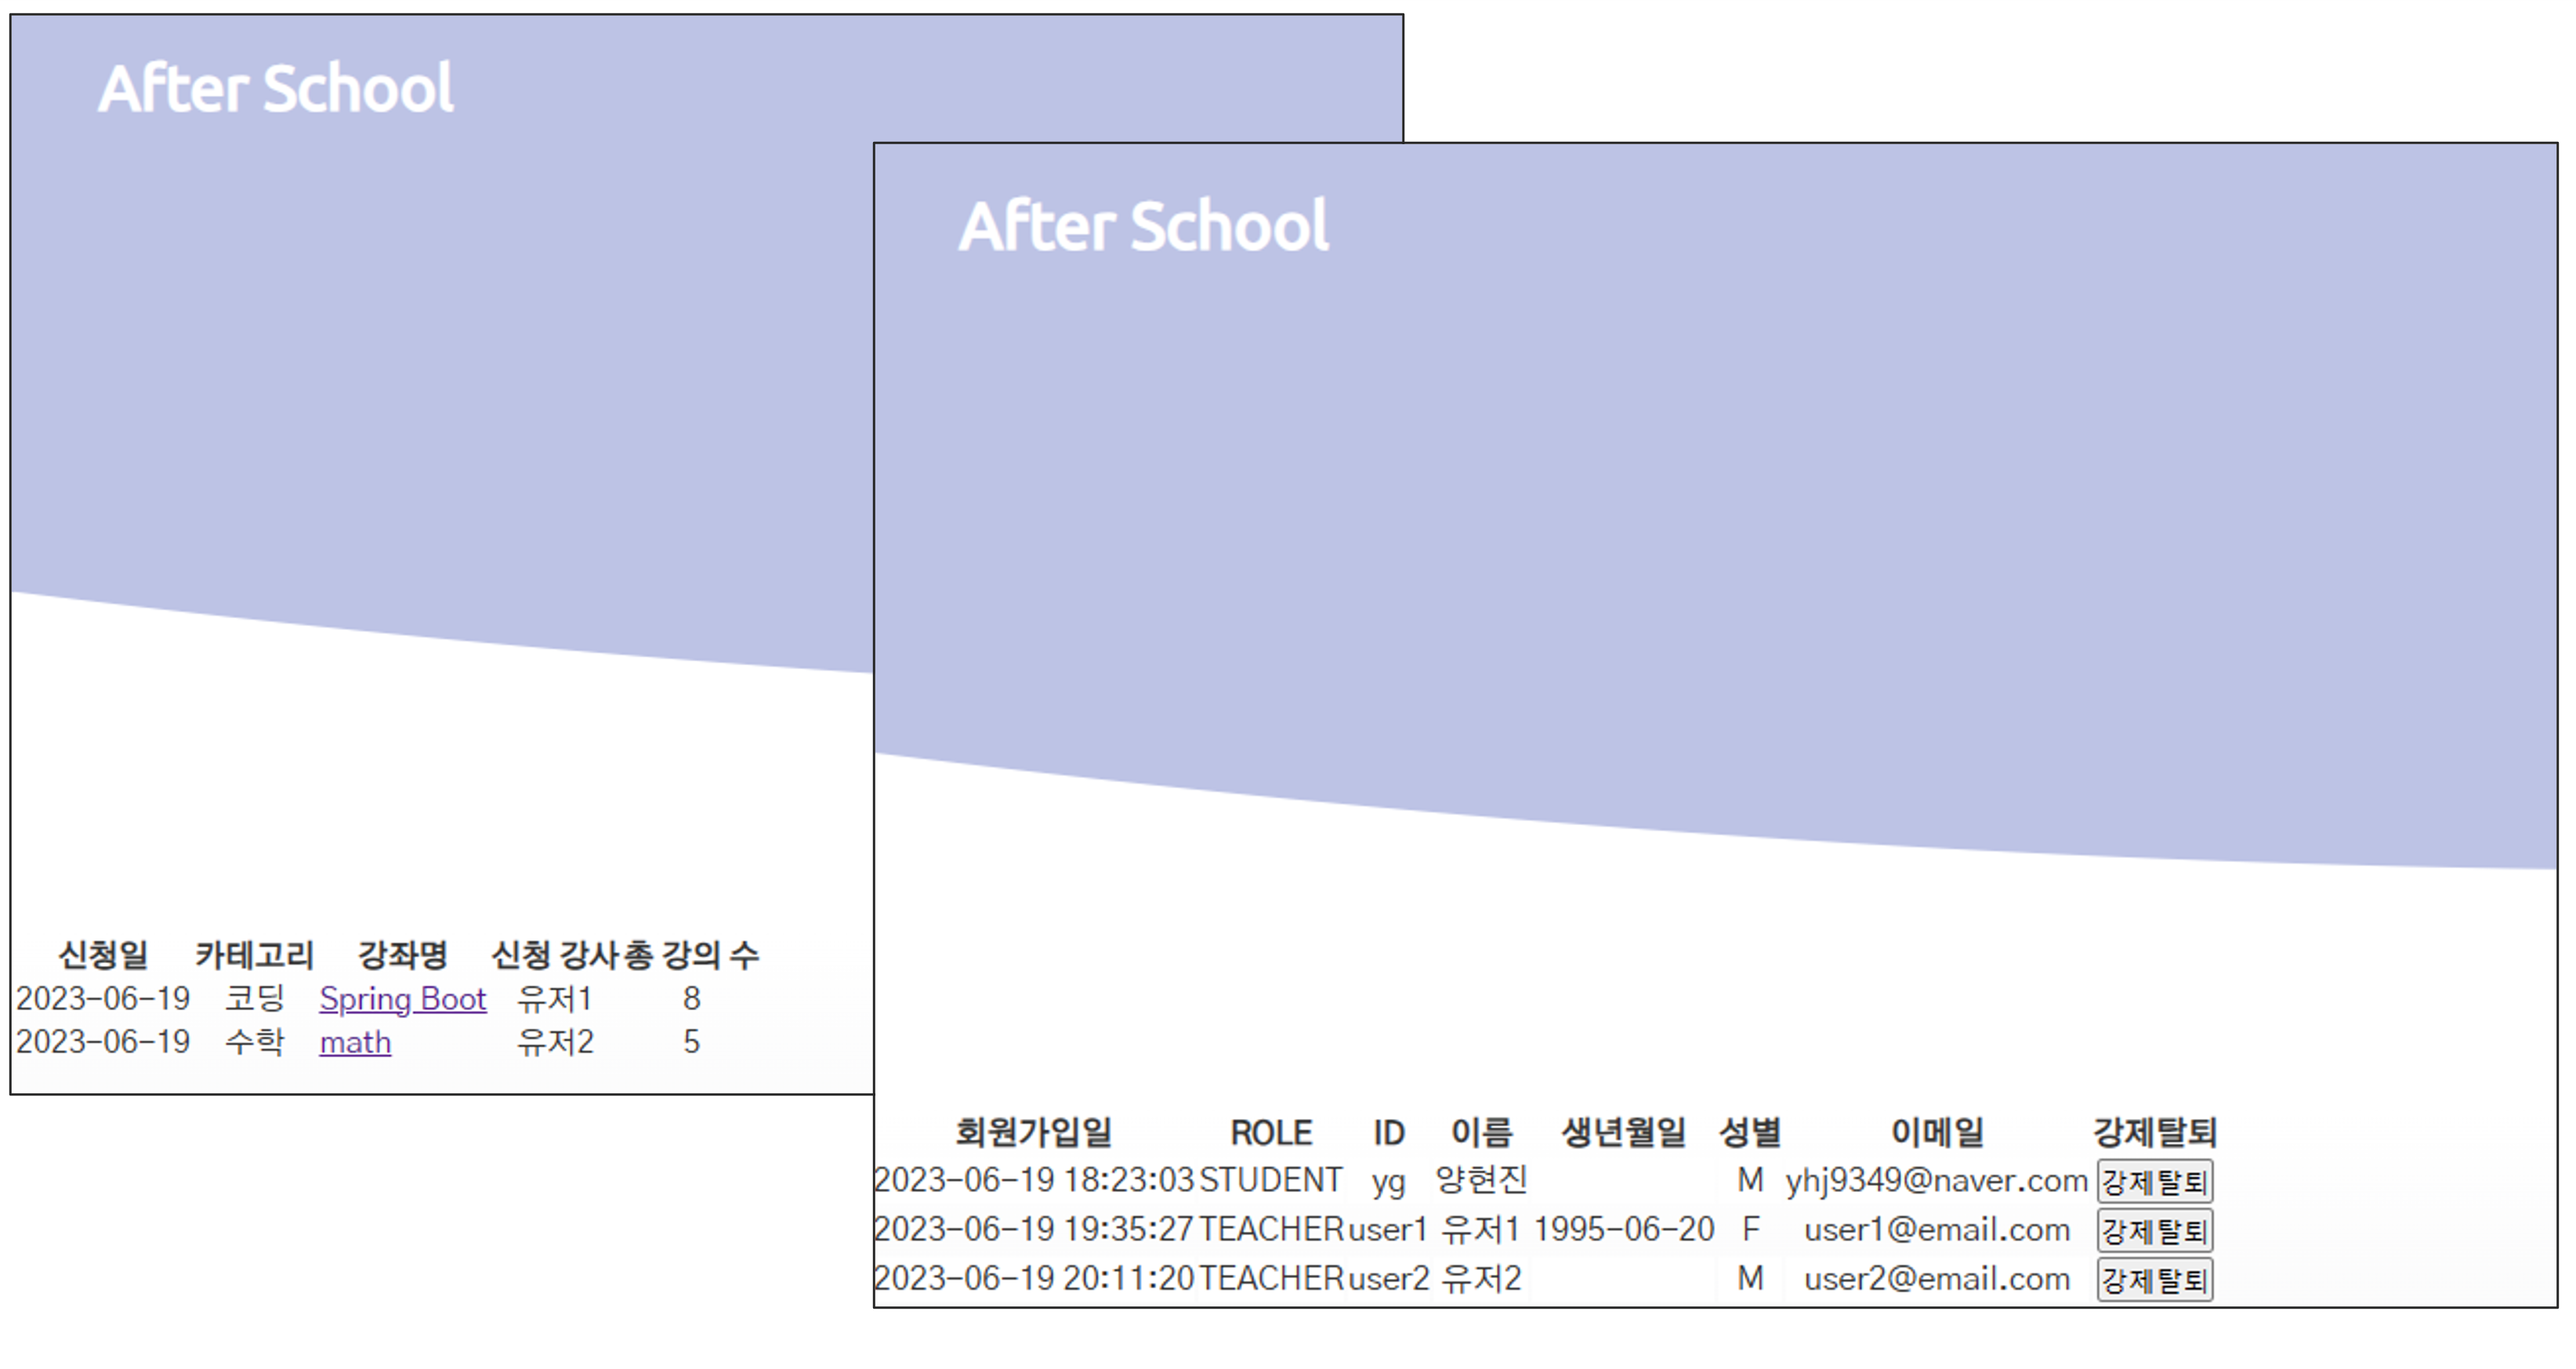 After School
신청일 카테고리 강좌명 신청 강사 총 강의 수
2023-06-19 코딩 Spring Boot 유저1 8
2023-06-19 수학 math 유저2 5
After School
회원가입일 ROLE ID 이름 생년월일 성별 이메일 강제탈퇴
2023-06-19 18:23:03 STUDENT yg 양현진 M yhj9349@naver.com 강제탈퇴
2023-06-19 19:35:27 TEACHER user1 유저1 1995-06-20 F user1@email.com 강제탈퇴
2023-06-19 20:11:20 TEACHER user2 유저2 M user2@email.com 강제탈퇴